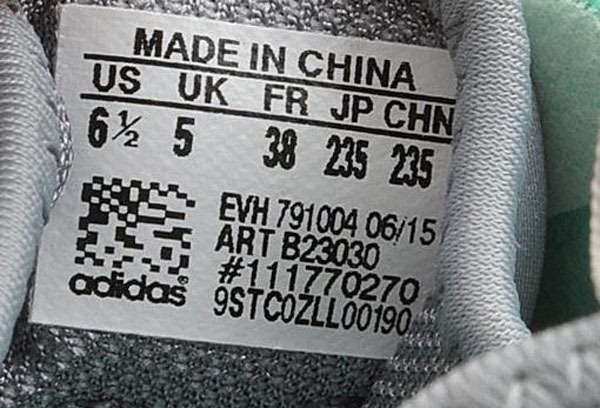 MADE IN CHINA
US UK FR JP CHN
6½ 5 38 235 235
EVH 791004 06/15
ART B23030
#111770270
9STC0ZLL00190
adidas